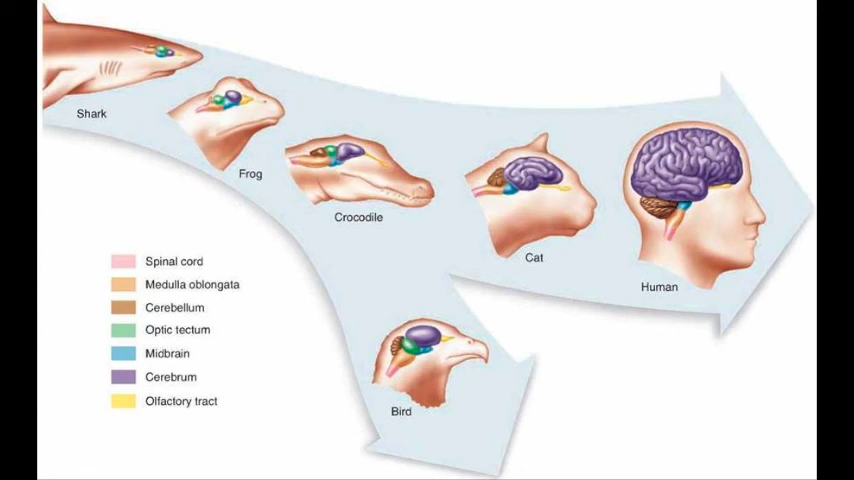 Shark
Frog
Crocodile
Cat
Human
Spinal cord
Medulla oblongata
Cerebellum
Optic tectum
Midbrain
Cerebrum
Olfactory tract
Bird